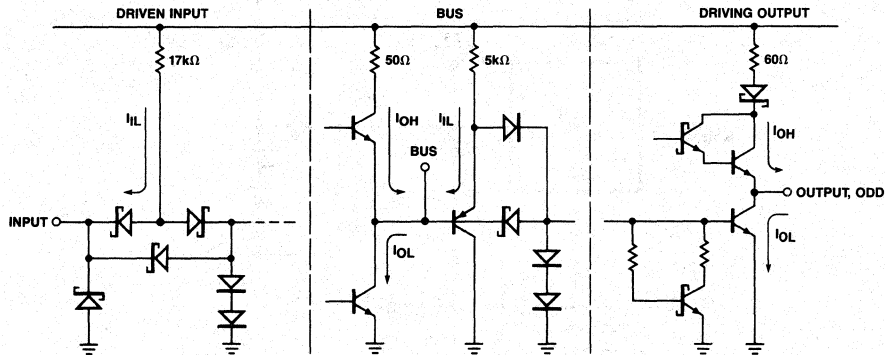 DRIVEN INPUT
BUS
DRIVING OUTPUT
17kΩ
50Ω
5kΩ
60Ω
IIL
IOH
IIL
IOH
BUS
INPUT
OUTPUT, ODD
IOL
IOL